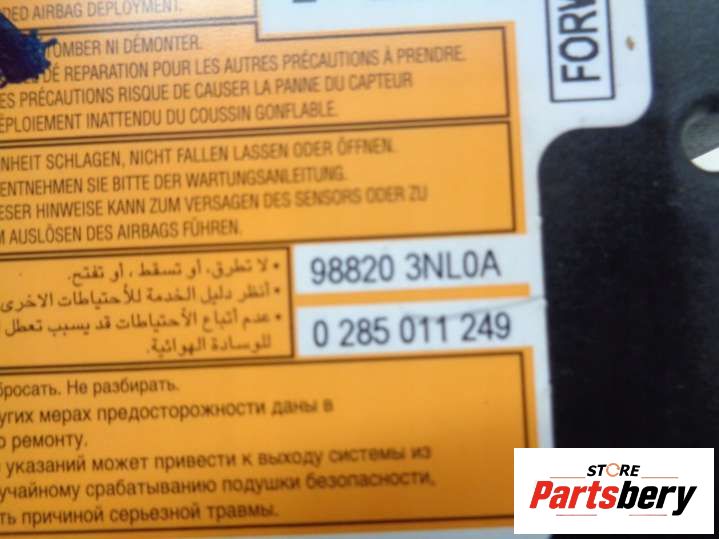 DED AIRBAG DEPLOYMENT.
FORW
TOMBER NI DÉMONTER.
DE REPARATION POUR LES AUTRES PRÉCAUTIONS À PRENDRE.
ES PRÉCAUTIONS RISQUE DE CAUSER LA PANNE DU CAPTEUR
ÉPLOIEMENT INATTENDU DU COUSSIN GONFLABLE.
INHEIT SCHLAGEN, NICHT FALLEN LASSEN ODER ÖFFNEN.
ENTNEHMEN SIE BITTE DER WARTUNGSANLEITUNG.
ESER HINWEISE KANN ZUM VERSAGEN DES SENSORS ODER ZU
M AUSLÖSEN DES AIRBAGS FÜHREN.
• لا تطرق، أو تسقط، أو تفتح.
• أنظر دليل الخدمة للأحتياطات الاخرى
• عدم أتباع الأحتياطات قد يسبب تعطل
للوسادة الهوائية.
98820 3NL0A
0 285 011 249
бросать. Не разбирать.
угих мерах предосторожности даны в
о ремонту.
указаний может привести к выходу системы из
учайному срабатыванию подушки безопасности,
ть причиной серьезной травмы.
STORE
Partsbery